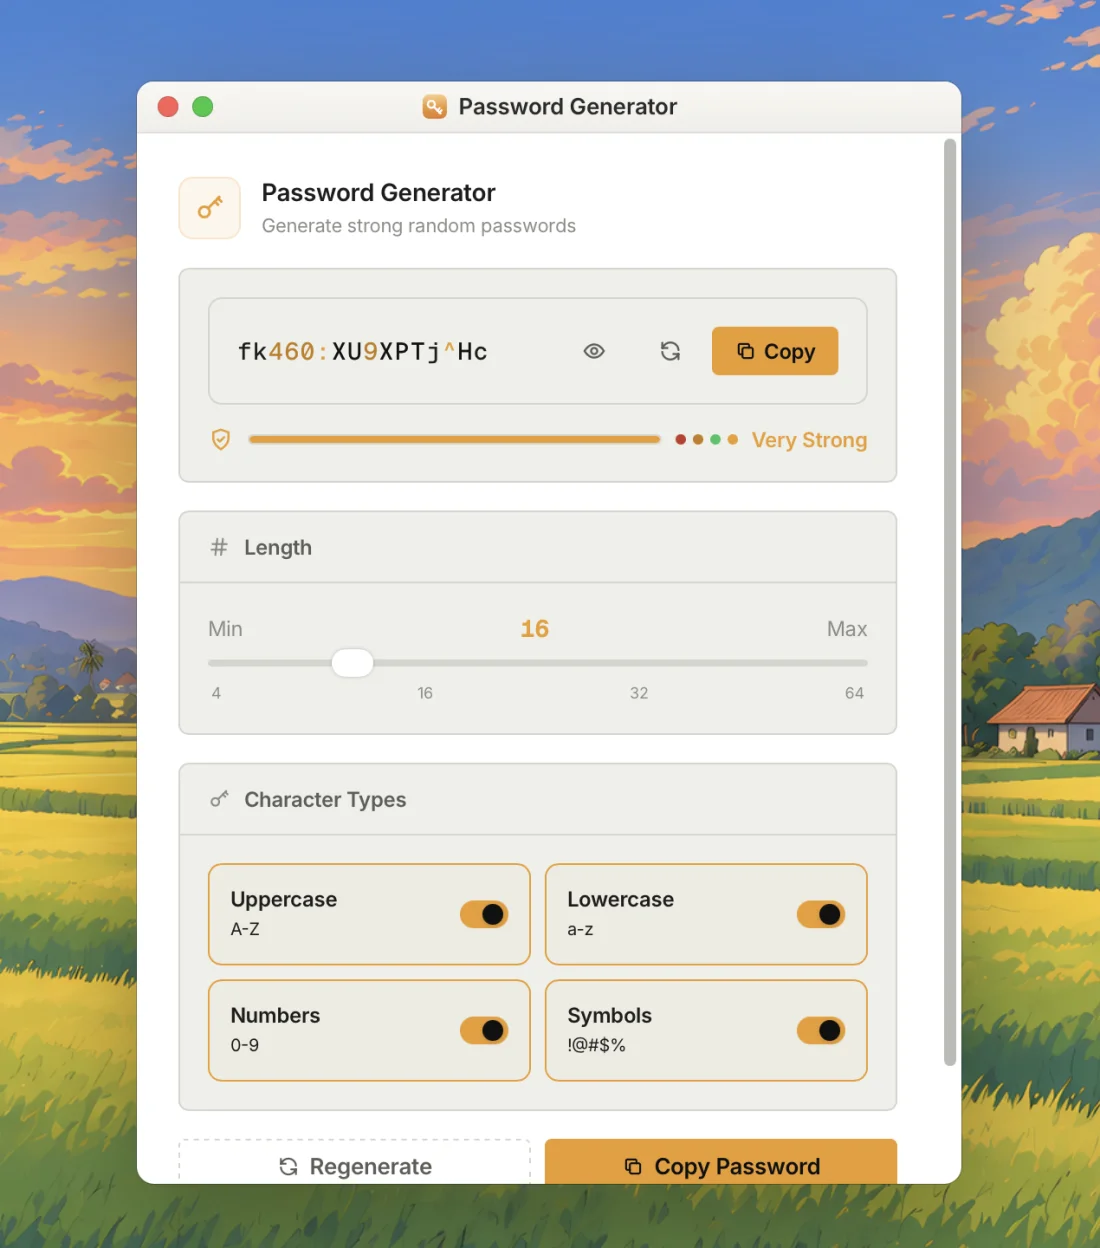 Password Generator
Password Generator
Generate strong random passwords
fk460:XU9XPTj^Hc
Copy
Very Strong
# Length
Min 16 Max
4 16 32 64
Character Types
Uppercase
A-Z
Lowercase
a-z
Numbers
0-9
Symbols
!@#$%
Regenerate
Copy Password